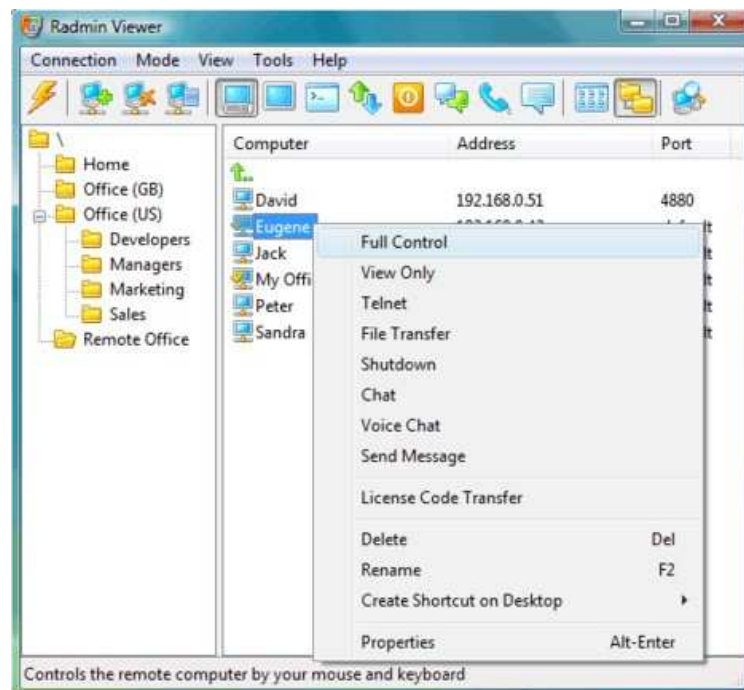 Radmin Viewer
Connection Mode View Tools Help
\
Home
Office (GB)
Office (US)
Developers
Managers
Marketing
Sales
Remote Office
Computer Address Port
..
David 192.168.0.51 4880
Eugene
Jack
My Offi
Peter
Sandra
Full Control
View Only
Telnet
File Transfer
Shutdown
Chat
Voice Chat
Send Message
License Code Transfer
Delete Del
Rename F2
Create Shortcut on Desktop
Properties Alt-Enter
Controls the remote computer by your mouse and keyboard